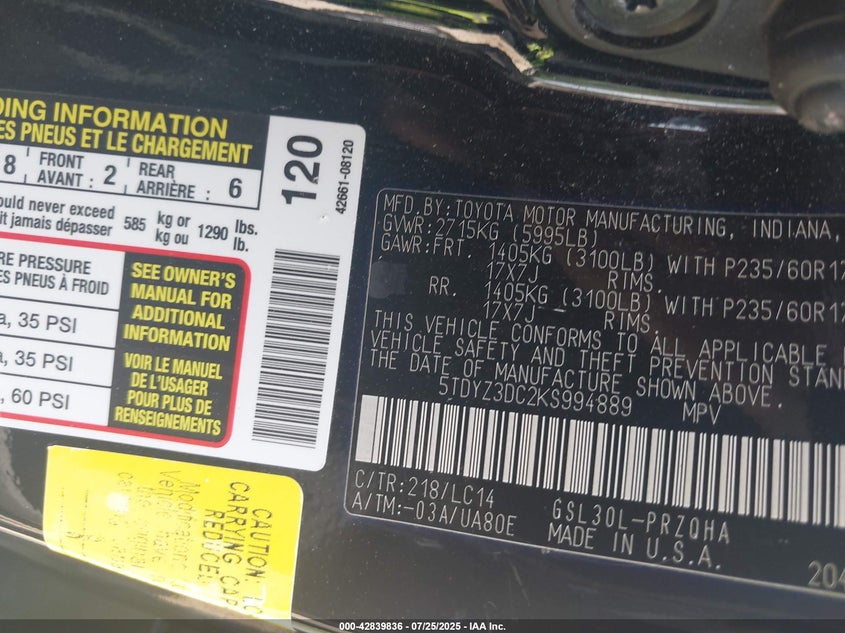 DING INFORMATION
ES PNEUS ET LE CHARGEMENT
8 FRONT 2 REAR 6
AVANT : ARRIÈRE :
ould never exceed 585 kg or 1290 lbs.
it jamais dépasser kg ou lb.
RE PRESSURE
ES PNEUS À FROID
a, 35 PSI
a, 35 PSI
, 60 PSI
SEE OWNER'S
MANUAL FOR
ADDITIONAL
INFORMATION
VOIR LE MANUEL
DE L'USAGER
POUR PLUS DE
RENSEIGNEMENTS
120
42661-08120
MFD.BY:TOYOTA MOTOR MANUFACTURING, INDIANA,
GVWR:2715KG (5995LB)
GAWR:FRT. 1405KG (3100LB) WITH P235/60R17
17X7J RIMS.
RR. 1405KG (3100LB) WITH P235/60R17
17X7J RIMS.
THIS VEHICLE CONFORMS TO ALL APPLICABLE
VEHICLE SAFETY AND THEFT PREVENTION STAN
THE DATE OF MANUFACTURE SHOWN ABOVE.
5TDYZ3DC2KS994889 MPV
C/TR:218/LC14 GSL30L-PRZQHA
A/TM:-03A/UA80E MADE IN U.S.A.
204
CAUTION:
CARRYING CAP
REDUCE
Modification
Vehicle
000-42839836 - 07/25/2025 - IAA Inc.